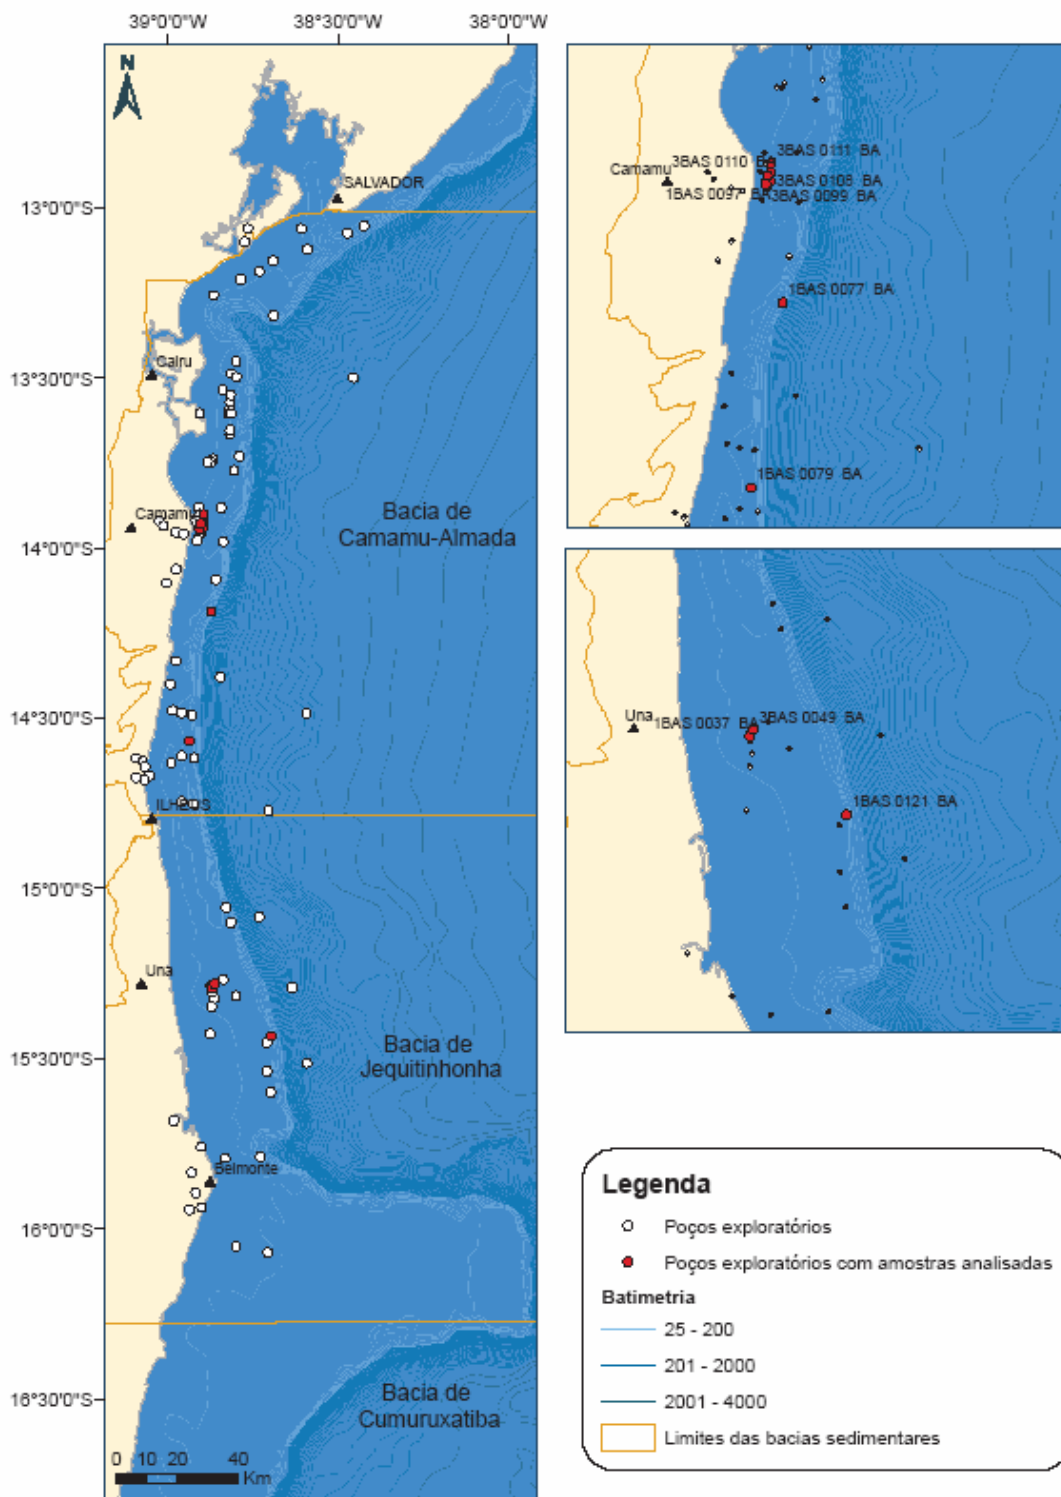 39°0'0"W 38°30'0"W 38°0'0"W
N
SALVADOR
13°0'0"S
Cairu
13°30'0"S
Camamu
14°0'0"S
Bacia de
Camamu-Almada
14°30'0"S
ILHEUS
15°0'0"S
Una
15°30'0"S
Bacia de
Jequitinhonha
Belmonte
16°0'0"S
16°30'0"S
Bacia de
Cumuruxatiba
0 10 20 40
Km
3BAS 0111 BA
3BAS 0110 BA
Camamu
3BAS 0108 BA
1BAS 0097 BA
3BAS 0099 BA
1BAS 0077 BA
1BAS 0079 BA
Una
1BAS 0037 BA
3BAS 0049 BA
1BAS 0121 BA
Legenda
Poços exploratórios
Poços exploratórios com amostras analisadas
Batimetria
25 - 200
201 - 2000
2001 - 4000
Limites das bacias sedimentares